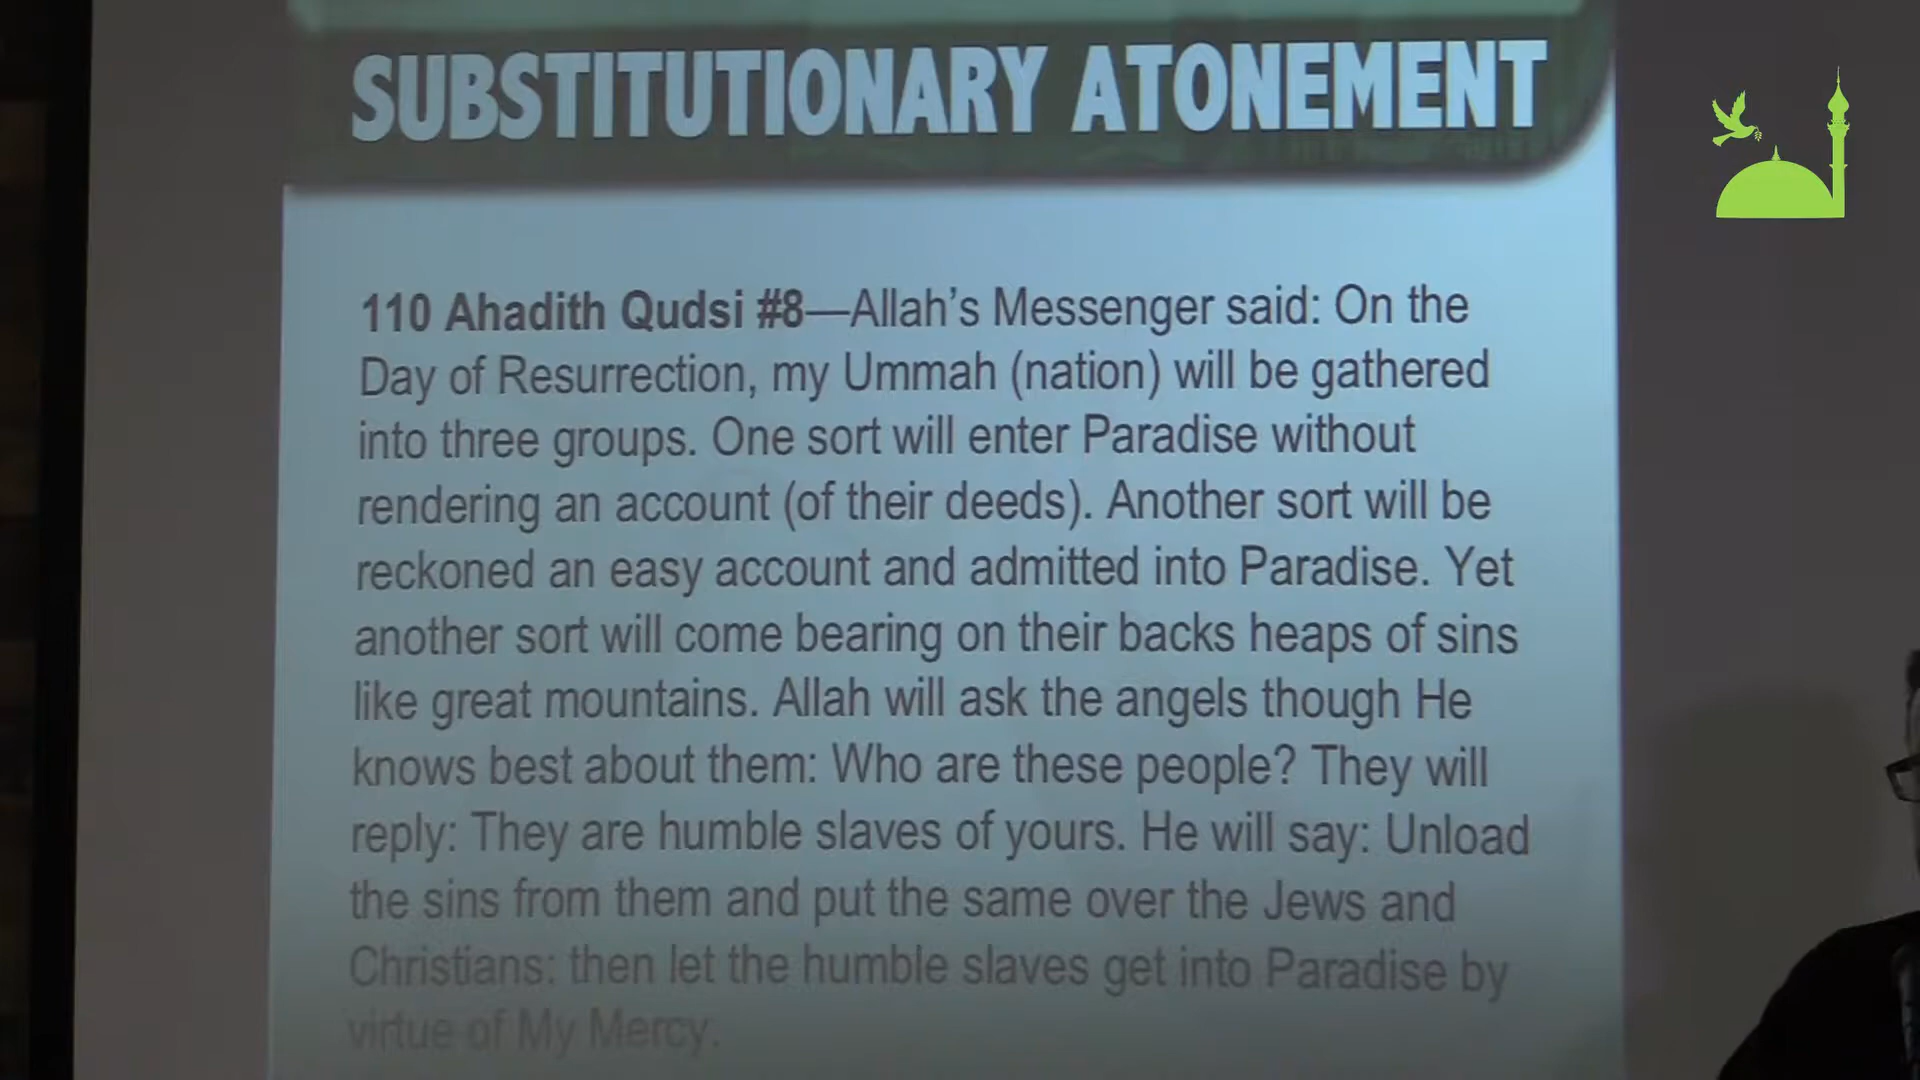 SUBSTITUTIONARY ATONEMENT
110 Ahadith Qudsi #8—Allah’s Messenger said: On the
Day of Resurrection, my Ummah (nation) will be gathered
into three groups. One sort will enter Paradise without
rendering an account (of their deeds). Another sort will be
reckoned an easy account and admitted into Paradise. Yet
another sort will come bearing on their backs heaps of sins
like great mountains. Allah will ask the angels though He
knows best about them: Who are these people? They will
reply: They are humble slaves of yours. He will say: Unload
the sins from them and put the same over the Jews and
Christians: then let the humble slaves get into Paradise by
virtue of My Mercy.